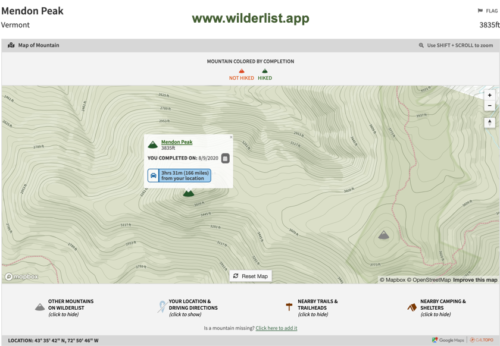 Mendon Peak
www.wilderlist.app
FLAG
Vermont
3835ft
Map of Mountain
Use SHIFT + SCROLL to zoom
MOUNTAIN COLORED BY COMPLETION
NOT HIKED
HIKED
Mendon Peak
3835ft
YOU COMPLETED ON: 8/9/2020
3hrs 31m (166 miles)
from your location
mapbox
Reset Map
© Mapbox © OpenStreetMap Improve this map
OTHER MOUNTAINS
ON WILDERLIST
(click to hide)
YOUR LOCATION &
DRIVING DIRECTIONS
(click to show)
NEARBY TRAILS &
TRAILHEADS
(click to hide)
NEARBY CAMPING &
SHELTERS
(click to hide)
Is a mountain missing? Click here to add it
LOCATION: 43° 35' 42" N, 72° 50' 46" W
Google Maps